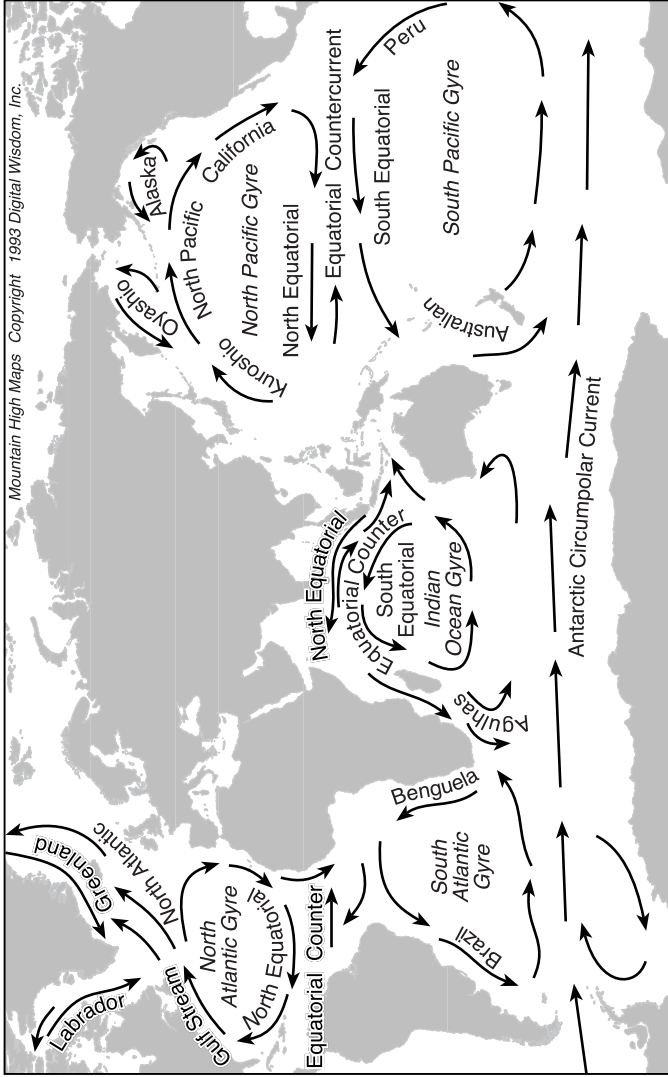 Mountain High Maps Copyright 1993 Digital Wisdom, Inc.
Greenland
Labrador
North Atlantic
Gulf Stream
North
Atlantic Gyre
North Equatorial
Equatorial Counter
South
Atlantic
Gyre
Brazil
Benguela
Agulhas
North Equatorial
Equatorial Counter
South
Equatorial
Indian
Ocean Gyre
Antarctic Circumpolar Current
Oyashio
Alaska
Kuroshio
North Pacific
California
North Pacific Gyre
North Equatorial
Equatorial Countercurrent
South Equatorial
Peru
South Pacific Gyre
Australian